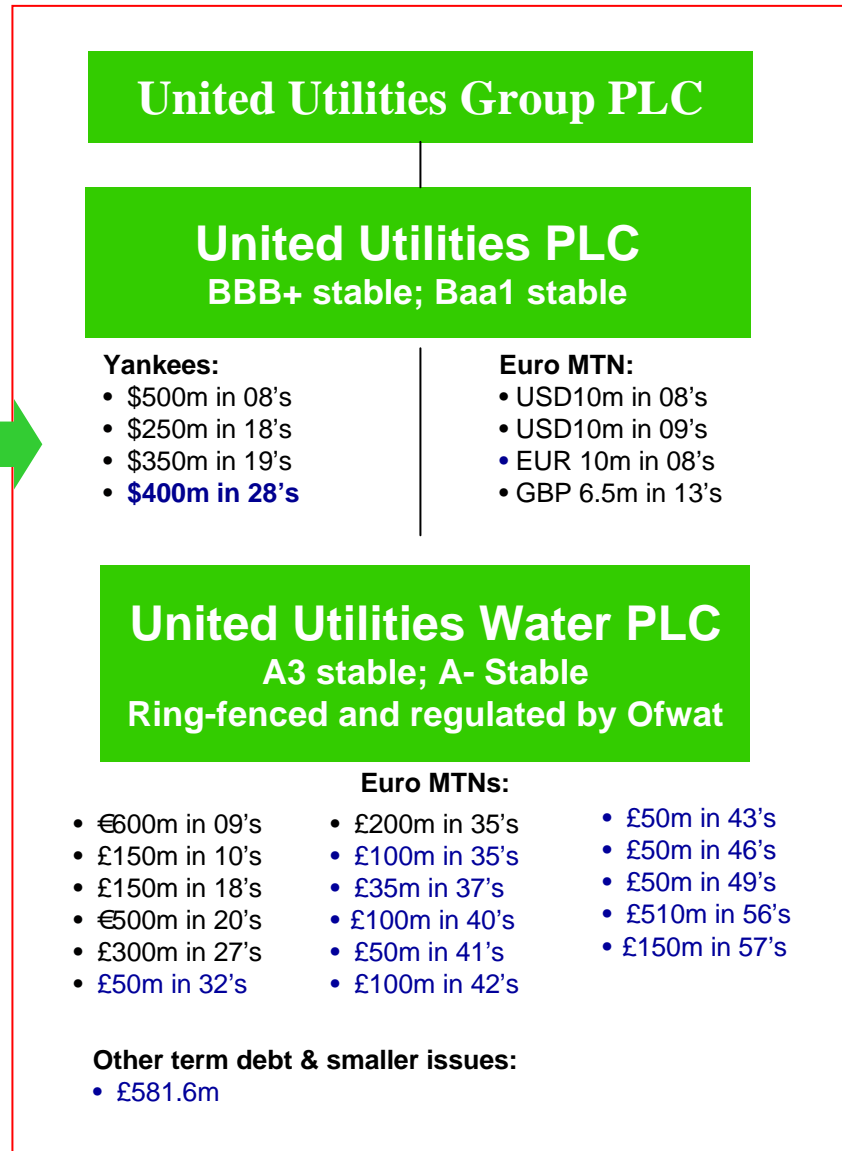 United Utilities Group PLC
United Utilities PLC
BBB+ stable; Baa1 stable
Yankees:
• $500m in 08’s
• $250m in 18’s
• $350m in 19’s
• $400m in 28’s
Euro MTN:
• USD10m in 08’s
• USD10m in 09’s
• EUR 10m in 08’s
• GBP 6.5m in 13’s
United Utilities Water PLC
A3 stable; A- Stable
Ring-fenced and regulated by Ofwat
Euro MTNs:
• €600m in 09’s
• £150m in 10’s
• £150m in 18’s
• €500m in 20’s
• £300m in 27’s
• £50m in 32’s
• £200m in 35’s
• £100m in 35’s
• £35m in 37’s
• £100m in 40’s
• £50m in 41’s
• £100m in 42’s
• £50m in 43’s
• £50m in 46’s
• £50m in 49’s
• £510m in 56’s
• £150m in 57’s
Other term debt & smaller issues:
• £581.6m